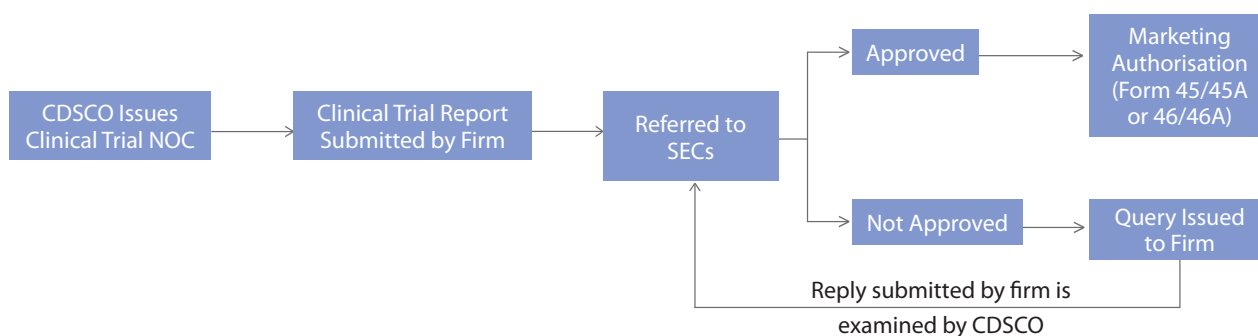 CDSCO Issues
Clinical Trial NOC
Clinical Trial Report
Submitted by Firm
Referred to
SECs
Approved
Marketing
Authorisation
(Form 45/45A
or 46/46A)
Not Approved
Query Issued
to Firm
Reply submitted by firm is
examined by CDSCO